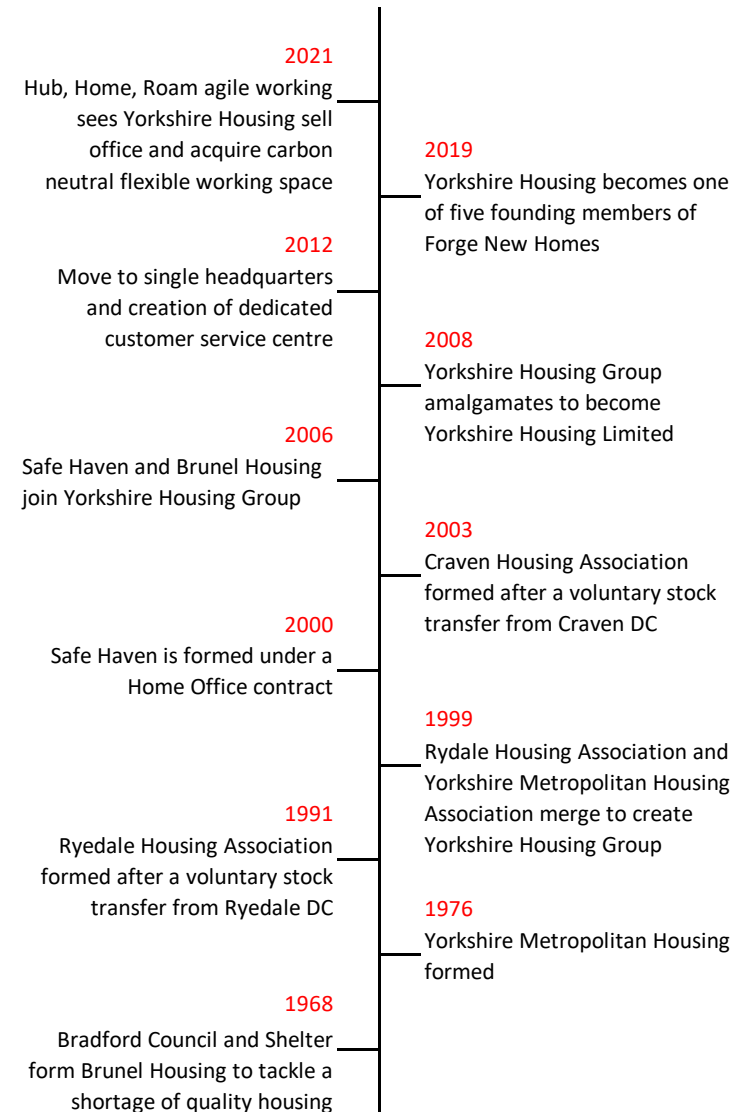 2021
Hub, Home, Roam agile working
sees Yorkshire Housing sell
office and acquire carbon
neutral flexible working space
2019
Yorkshire Housing becomes one
of five founding members of
Forge New Homes
2012
Move to single headquarters
and creation of dedicated
customer service centre
2008
Yorkshire Housing Group
amalgamates to become
Yorkshire Housing Limited
2006
Safe Haven and Brunel Housing
join Yorkshire Housing Group
2003
Craven Housing Association
formed after a voluntary stock
transfer from Craven DC
2000
Safe Haven is formed under a
Home Office contract
1999
Rydale Housing Association and
Yorkshire Metropolitan Housing
Association merge to create
Yorkshire Housing Group
1991
Ryedale Housing Association
formed after a voluntary stock
transfer from Ryedale DC
1976
Yorkshire Metropolitan Housing
formed
1968
Bradford Council and Shelter
form Brunel Housing to tackle a
shortage of quality housing